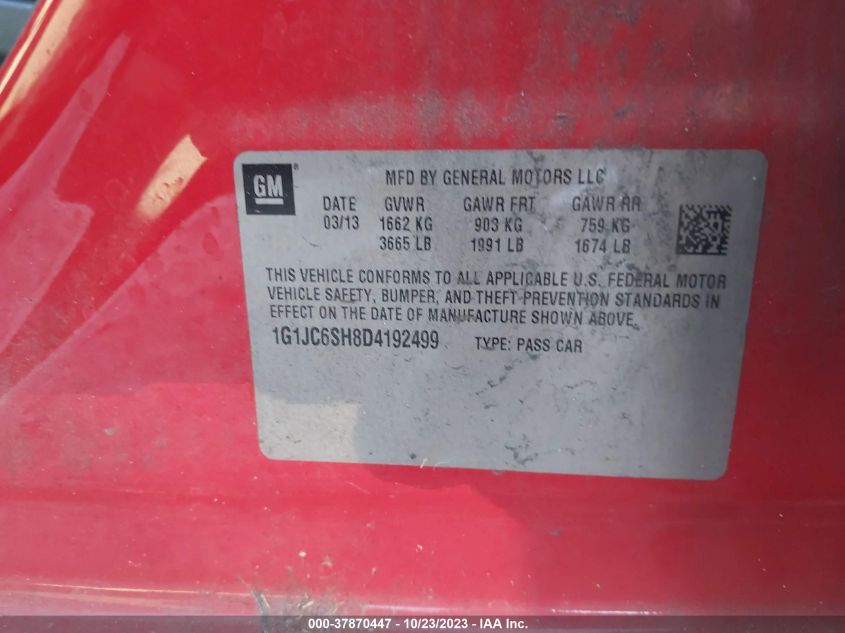 GM ® MFD BY GENERAL MOTORS LLC
DATE GVWR GAWR FRT GAWR RR
03/13 1662 KG 903 KG 759 KG
3665 LB 1991 LB 1674 LB
THIS VEHICLE CONFORMS TO ALL APPLICABLE U.S. FEDERAL MOTOR
VEHICLE SAFETY, BUMPER, AND THEFT PREVENTION STANDARDS IN
EFFECT ON THE DATE OF MANUFACTURE SHOWN ABOVE.
1G1JC6SH8D4192499 TYPE: PASS CAR
000-37870447 - 10/23/2023 - IAA Inc.